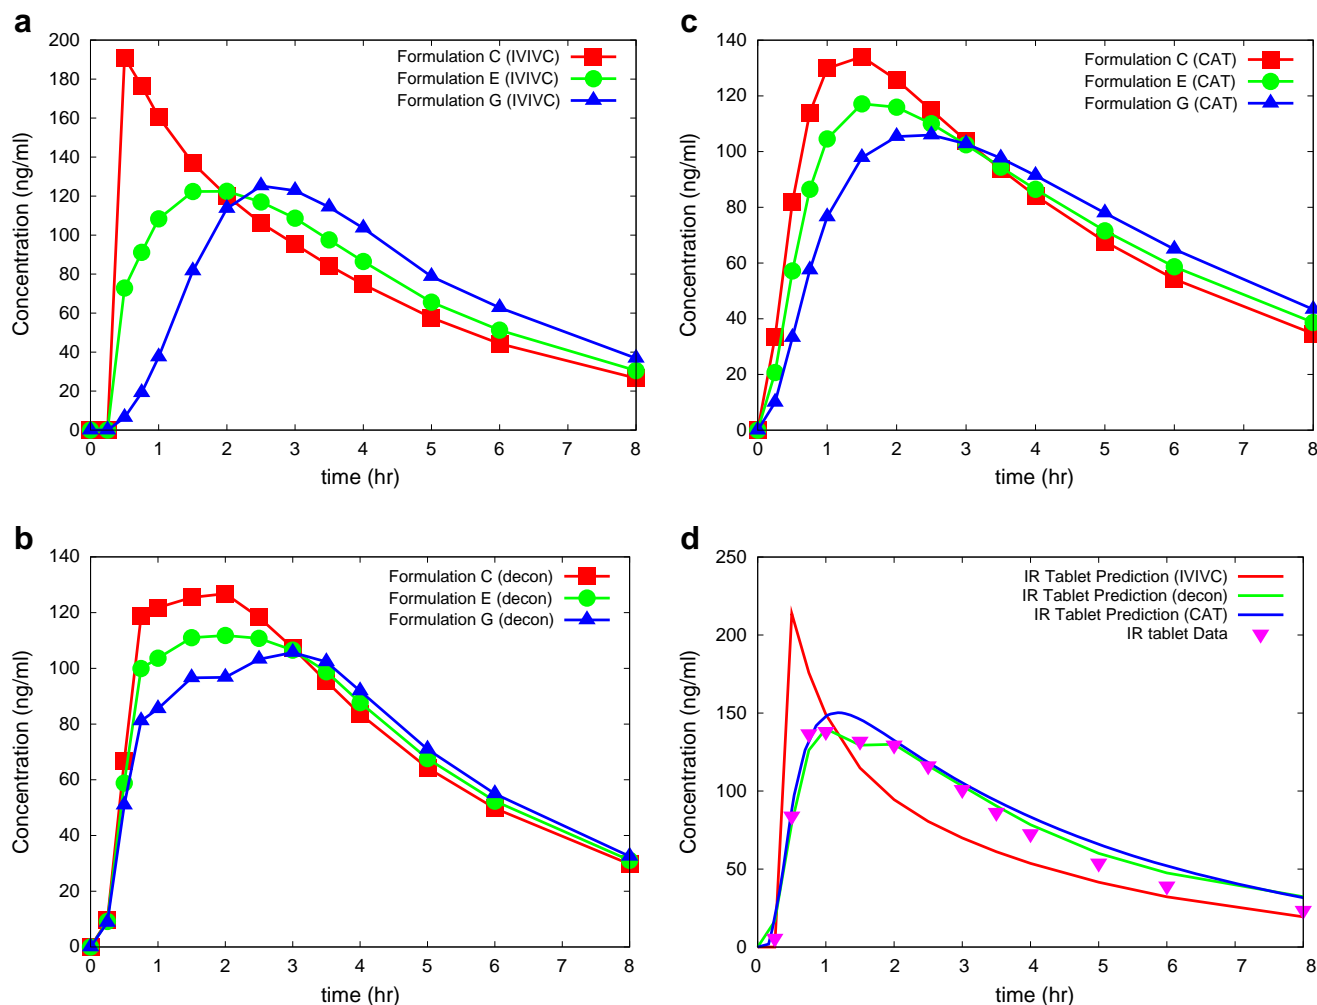 a
200
180
160
140
120
100
80
60
40
20
0
0 1 2 3 4 5 6 7 8
Concentration (ng/ml)
time (hr)
Formulation C (IVIVC)
Formulation E (IVIVC)
Formulation G (IVIVC)
c
140
120
100
80
60
40
20
0
0 1 2 3 4 5 6 7 8
Concentration (ng/ml)
time (hr)
Formulation C (CAT)
Formulation E (CAT)
Formulation G (CAT)
b
140
120
100
80
60
40
20
0
0 1 2 3 4 5 6 7 8
Concentration (ng/ml)
time (hr)
Formulation C (decon)
Formulation E (decon)
Formulation G (decon)
d
250
200
150
100
50
0
0 1 2 3 4 5 6 7 8
Concentration (ng/ml)
time (hr)
IR Tablet Prediction (IVIVC)
IR Tablet Prediction (decon)
IR Tablet Prediction (CAT)
IR tablet Data